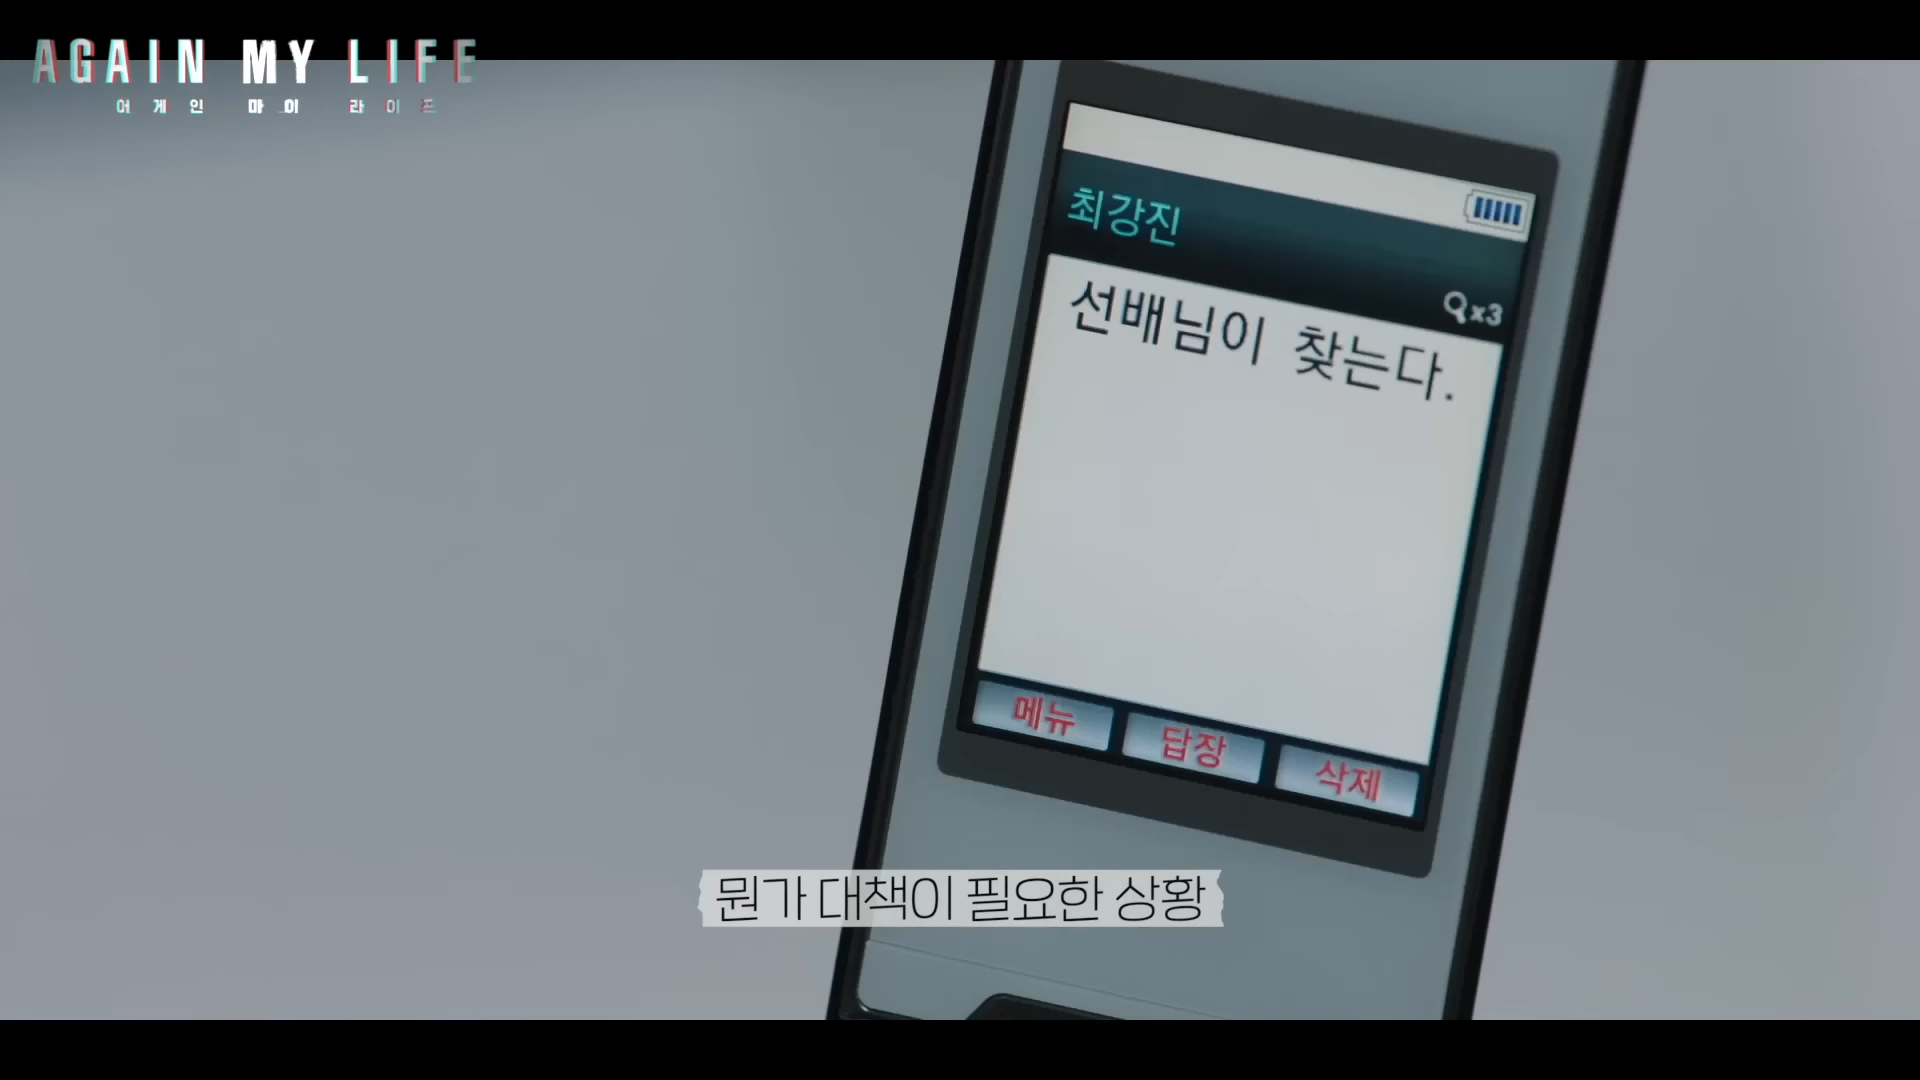 AGAIN MY LIFE
어게인 마이 라이프
최강진
x3
선배님이 찾는다.
메뉴 답장 삭제
뭔가 대책이 필요한 상황